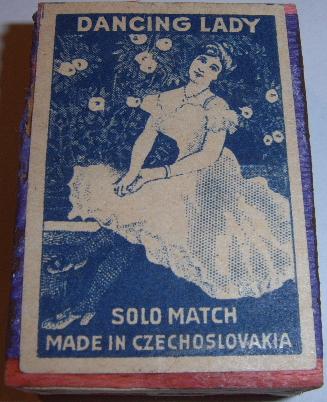 DANCING LADY
SOLO MATCH
MADE IN CZECHOSLOVAKIA